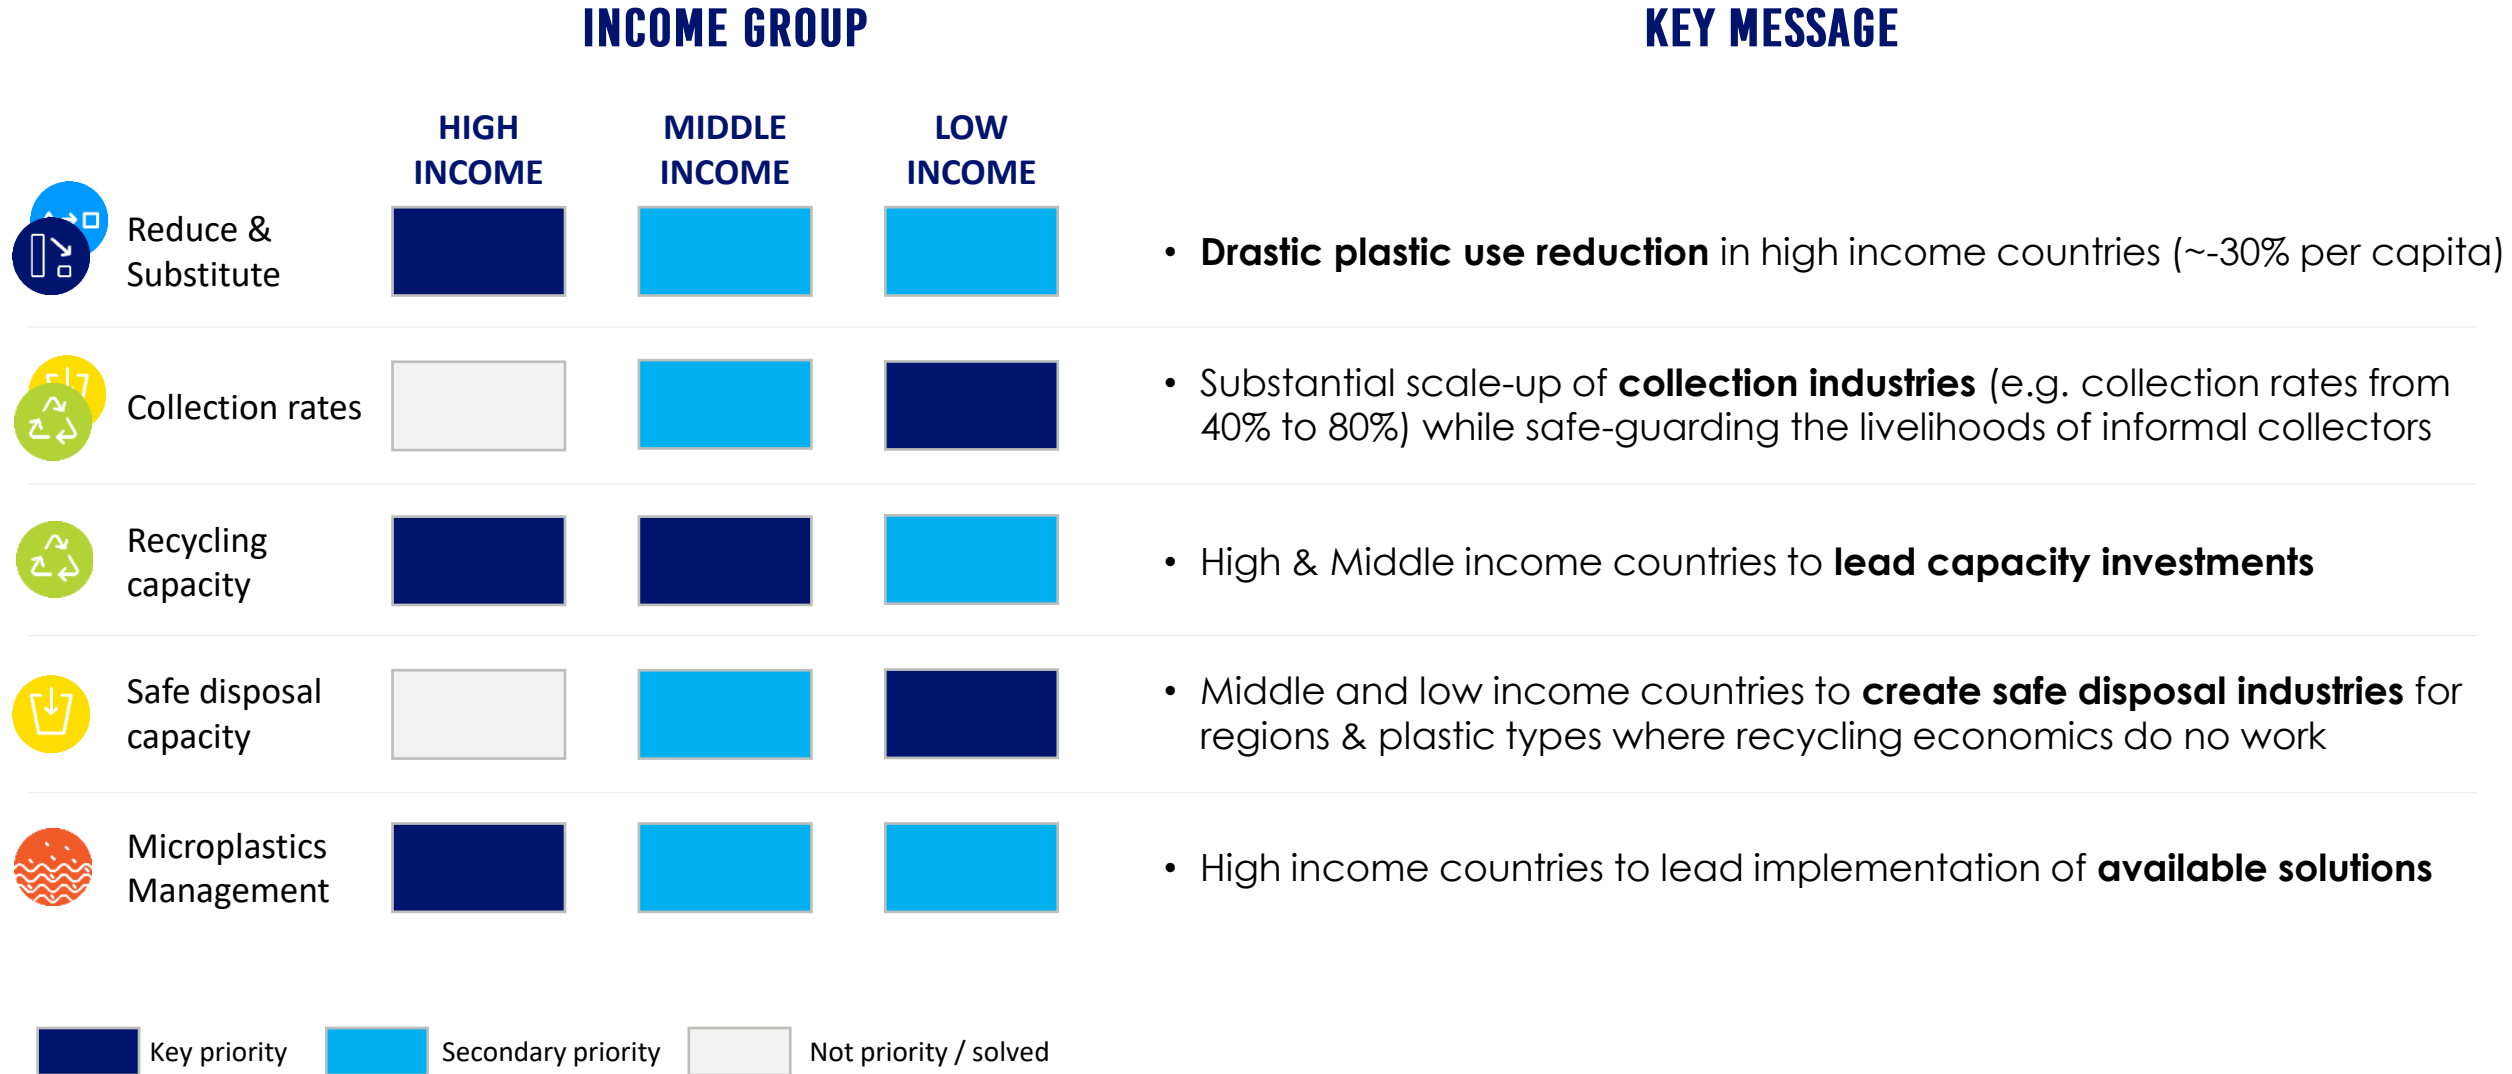 INCOME GROUP
KEY MESSAGE
HIGH
INCOME
MIDDLE
INCOME
LOW
INCOME
Reduce &
Substitute
• Drastic plastic use reduction in high income countries (~-30% per capita)
Collection rates
• Substantial scale-up of collection industries (e.g. collection rates from
40% to 80%) while safe-guarding the livelihoods of informal collectors
Recycling
capacity
• High & Middle income countries to lead capacity investments
Safe disposal
capacity
• Middle and low income countries to create safe disposal industries for
regions & plastic types where recycling economics do no work
Microplastics
Management
• High income countries to lead implementation of available solutions
Key priority
Secondary priority
Not priority / solved